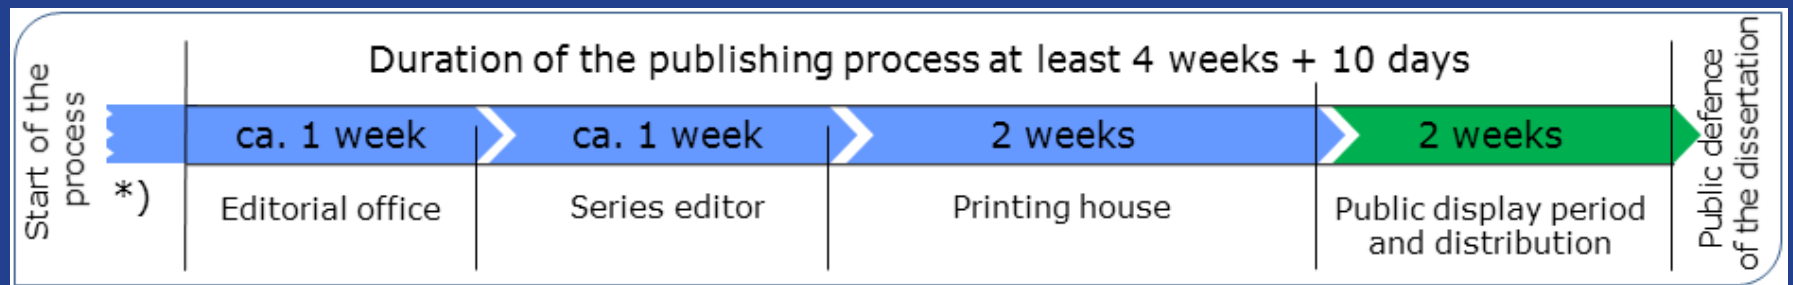 Start of the
process
*)
Duration of the publishing process at least 4 weeks + 10 days
ca. 1 week
ca. 1 week
2 weeks
2 weeks
Editorial office
Series editor
Printing house
Public display period
and distribution
Public defence
of the dissertation